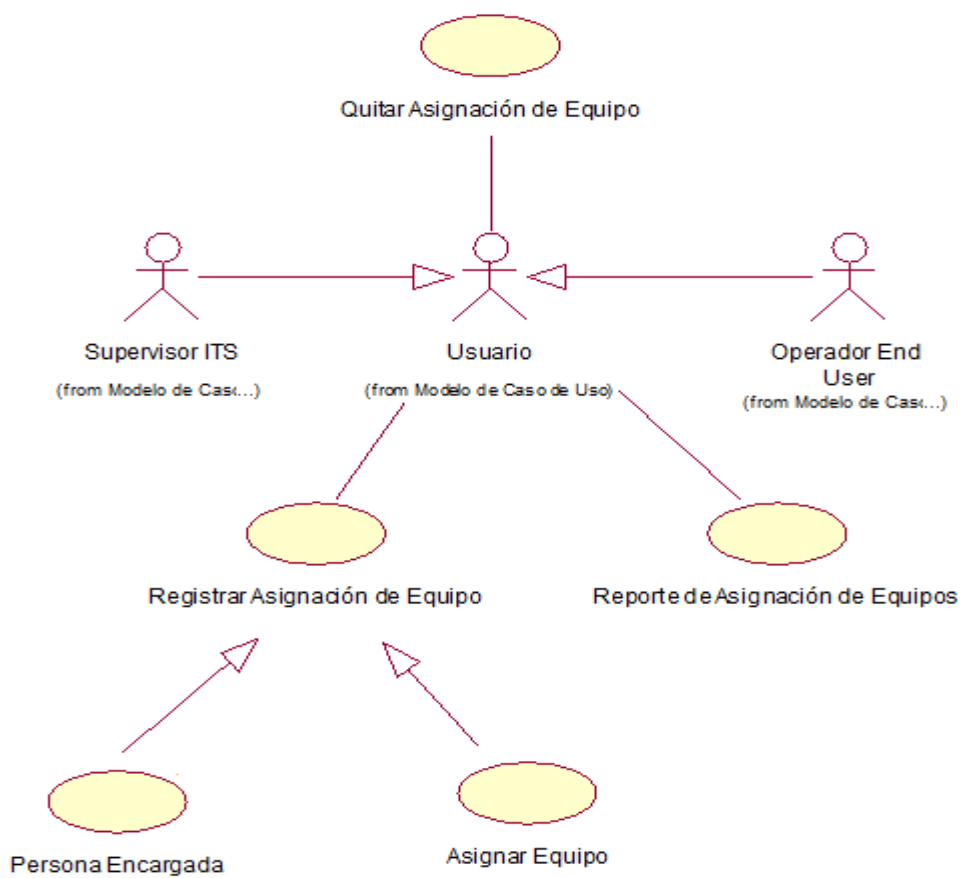 Quitar Asignación de Equipo
Supervisor ITS
(from Modelo de Cas...)
Usuario
(from Modelo de Caso de Uso)
Operador End
User
(from Modelo de Cas...)
Registrar Asignación de Equipo
Reporte de Asignación de Equipos
Persona Encargada
Asignar Equipo